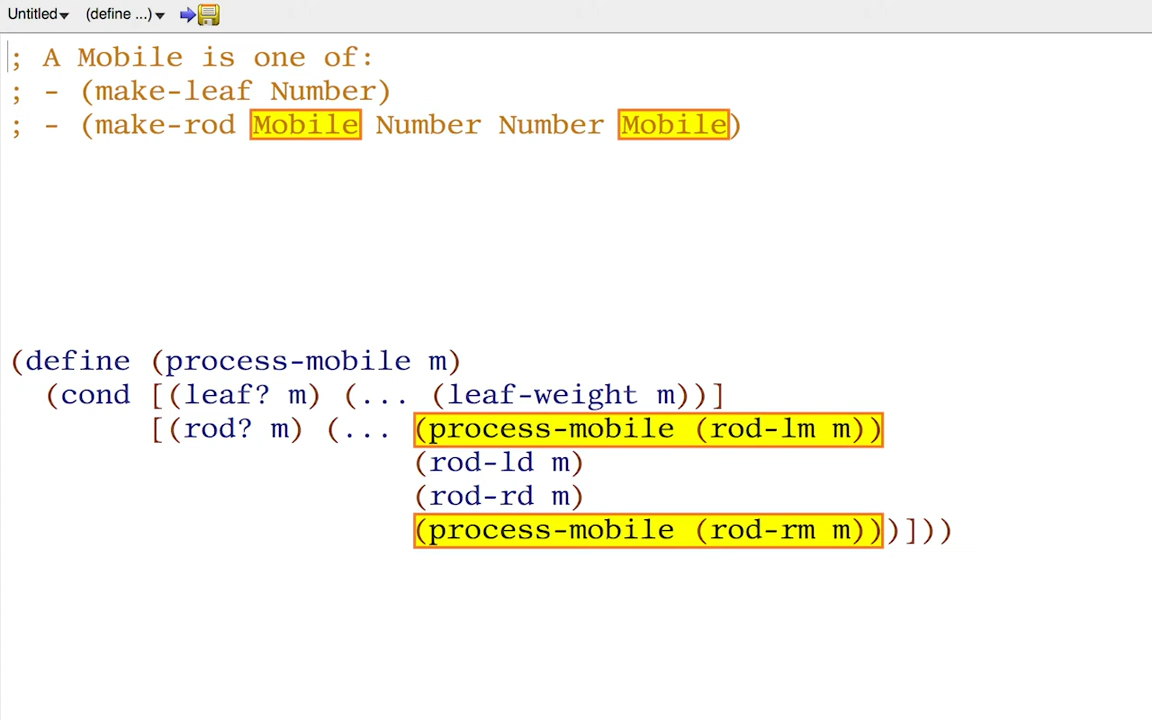 Untitled (define ...)
; A Mobile is one of:
; - (make-leaf Number)
; - (make-rod Mobile Number Number Mobile)
(define (process-mobile m)
(cond [(leaf? m) (... (leaf-weight m))]
[(rod? m) (... (process-mobile (rod-lm m))
(rod-ld m)
(rod-rd m)
(process-mobile (rod-rm m)))]))